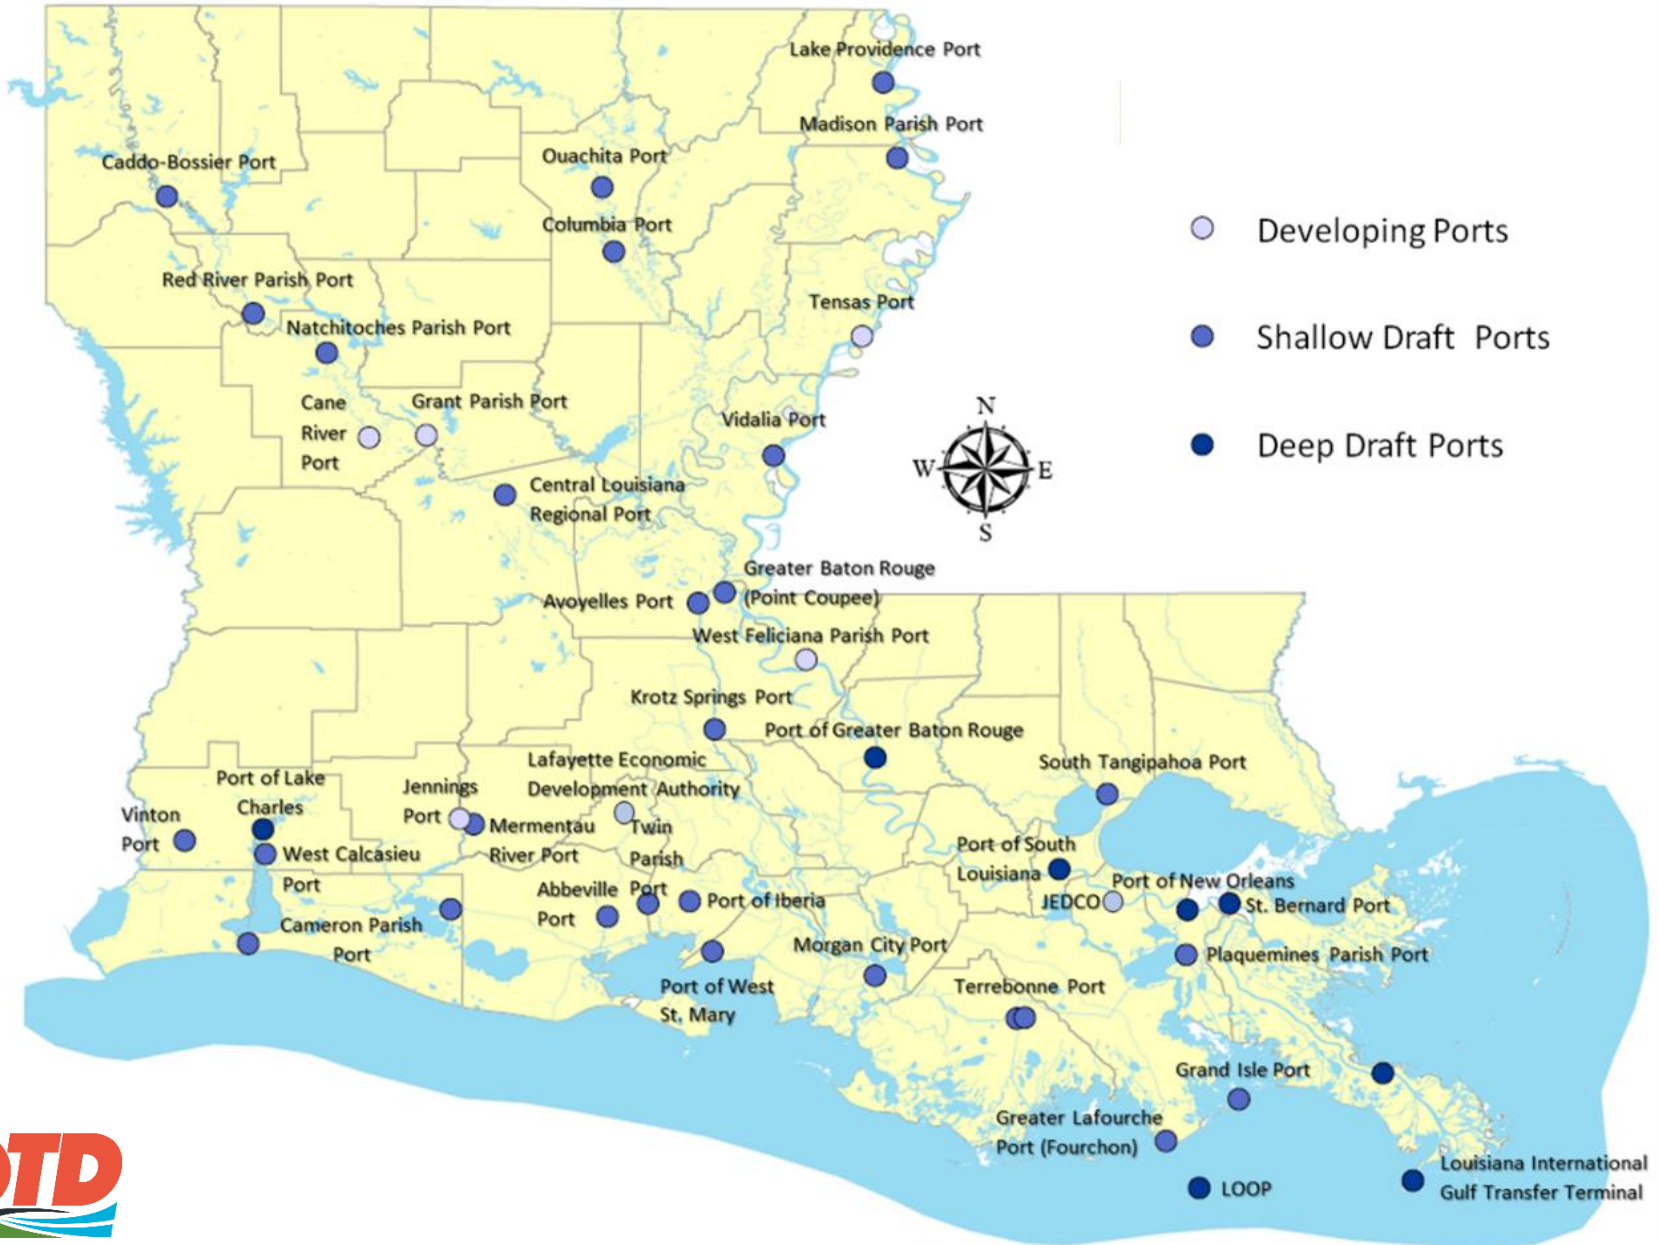 Lake Providence Port
Madison Parish Port
Caddo-Bossier Port
Ouachita Port
Columbia Port
Developing Ports
Red River Parish Port
Tensas Port
Natchitoches Parish Port
Shallow Draft Ports
Cane
River
Port
Grant Parish Port
Vidalia Port
N
W
E
S
Deep Draft Ports
Central Louisiana
Regional Port
Greater Baton Rouge
(Point Coupee)
Avoyelles Port
West Feliciana Parish Port
Krotz Springs Port
Port of Greater Baton Rouge
Lafayette Economic
Development Authority
South Tangipahoa Port
Port of Lake
Charles
Jennings
Port
Vinton
Port
Mermentau
River Port
Twin
Parish
Port
West Calcasieu
Port
Port of South
Louisiana
Port of New Orleans
JEDCO
St. Bernard Port
Abbeville
Port
Port of Iberia
Cameron Parish
Port
Morgan City Port
Plaquemines Parish Port
Port of West
St. Mary
Terrebonne Port
Grand Isle Port
Greater Lafourche
Port (Fourchon)
LOOP
Louisiana International
Gulf Transfer Terminal
TD